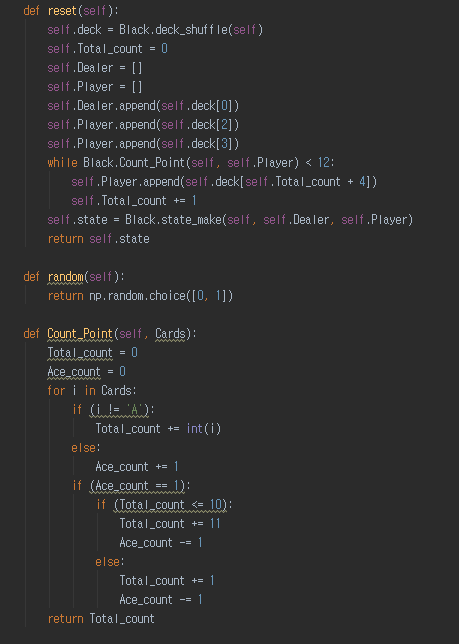 def reset(self):
    self.deck = Black.deck_shuffle(self)
    self.Total_count = 0
    self.Dealer = []
    self.Player = []
    self.Dealer.append(self.deck[0])
    self.Player.append(self.deck[2])
    self.Player.append(self.deck[3])
    while Black.Count_Point(self, self.Player) < 12:
        self.Player.append(self.deck[self.Total_count + 4])
        self.Total_count += 1
    self.state = Black.state_make(self, self.Dealer, self.Player)
    return self.state

def random(self):
    return np.random.choice([0, 1])

def Count_Point(self, Cards):
    Total_count = 0
    Ace_count = 0
    for i in Cards:
        if (i != 'A'):
            Total_count += int(i)
        else:
            Ace_count += 1
        if (Ace_count == 1):
            if (Total_count <= 10):
                Total_count += 11
                Ace_count -= 1
            else:
                Total_count += 1
                Ace_count -= 1
    return Total_count